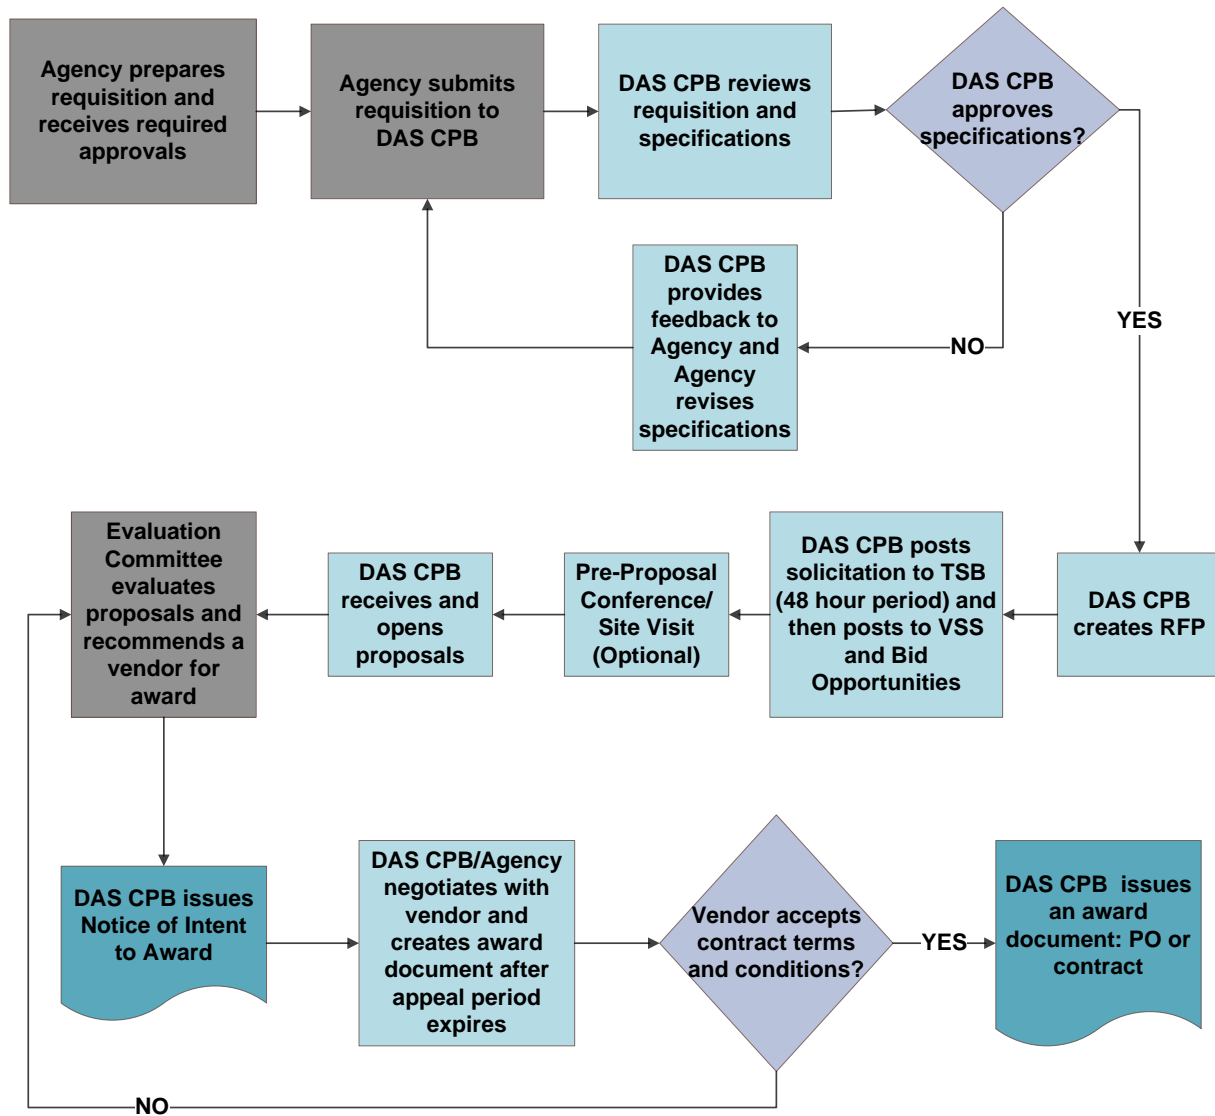 Agency prepares
requisition and
receives required
approvals
Agency submits
requisition to
DAS CPB
DAS CPB reviews
requisition and
specifications
DAS CPB
approves
specifications?
DAS CPB
provides
feedback to
Agency and
Agency
revises
specifications
NO
YES
Evaluation
Committee
evaluates
proposals and
recommends a
vendor for
award
DAS CPB
receives and
opens
proposals
Pre-Proposal
Conference/
Site Visit
(Optional)
DAS CPB posts
solicitation to TSB
(48 hour period) and
then posts to VSS
and Bid
Opportunities
DAS CPB
creates RFP
DAS CPB issues
Notice of Intent
to Award
DAS CPB/Agency
negotiates with
vendor and
creates award
document after
appeal period
expires
Vendor accepts
contract terms
and conditions?
YES
DAS CPB issues
an award
document: PO or
contract
NO